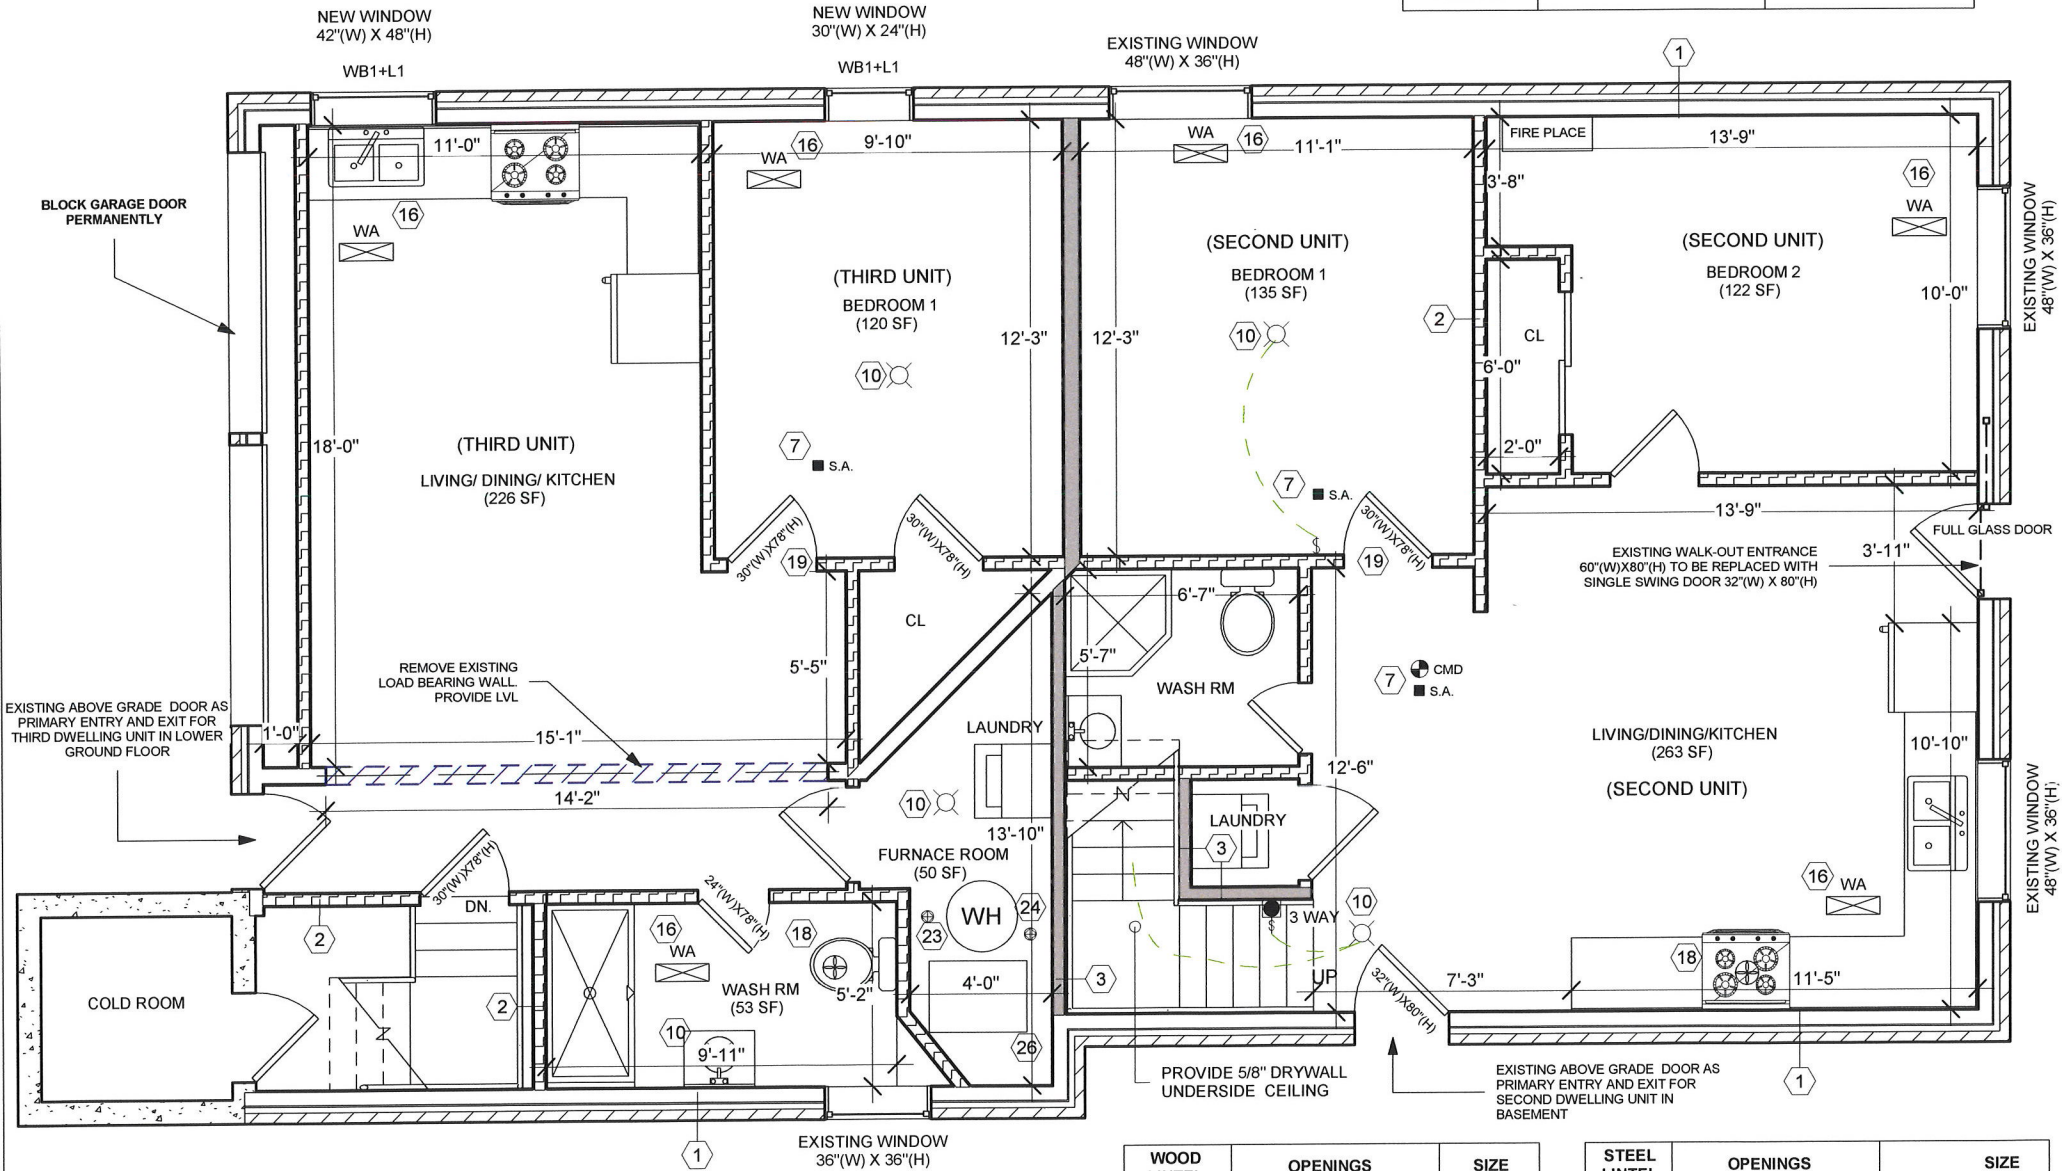 NEW WINDOW
42"(W) X 48"(H)
WB1+L1
NEW WINDOW
30"(W) X 24"(H)
WB1+L1
EXISTING WINDOW
48"(W) X 36"(H)
1
BLOCK GARAGE DOOR
PERMANENTLY
11'-0"
16
WA
18'-0"
(THIRD UNIT)
LIVING/ DINING/ KITCHEN
(226 SF)
WA
16
9'-10"
(THIRD UNIT)
BEDROOM 1
(120 SF)
12'-3"
10
7
S.A.
30"(W)X78"(H)
19
30"(W)X78"(H)
WA
16
11'-1"
(SECOND UNIT)
BEDROOM 1
(135 SF)
12'-3"
10
7
S.A.
30"(W)X78"(H)
19
2
FIRE PLACE
13'-9"
3'-8"
16
WA
(SECOND UNIT)
BEDROOM 2
(122 SF)
10'-0"
CL
6'-0"
2'-0"
EXISTING WINDOW
48"(W) X 36"(H)
13'-9"
FULL GLASS DOOR
3'-11"
EXISTING WALK-OUT ENTRANCE
60"(W)X80"(H) TO BE REPLACED WITH
SINGLE SWING DOOR 32"(W) X 80"(H)
CL
5'-5"
REMOVE EXISTING
LOAD BEARING WALL.
PROVIDE LVL
EXISTING ABOVE GRADE DOOR AS
PRIMARY ENTRY AND EXIT FOR
THIRD DWELLING UNIT IN LOWER
GROUND FLOOR
1'-0"
15'-1"
14'-2"
6'-7"
5'-7"
WASH RM
7
CMD
S.A.
LAUNDRY
LIVING/DINING/KITCHEN
(263 SF)
(SECOND UNIT)
10'-10"
12'-6"
EXISTING WINDOW
48"(W) X 36"(H)
10
13'-10"
FURNACE ROOM
(50 SF)
LAUNDRY
3
N
30"(W)X78"(H)
DN.
24"(W)X78"(H)
2
16
WA
18
WH
23
24
3 WAY
10
16
WA
18
COLD ROOM
N
2
WASH RM
(53 SF)
5'-2"
4'-0"
3
UP
32"(W)X80"(H)
7'-3"
11'-5"
10
9'-11"
26
PROVIDE 5/8" DRYWALL
UNDERSIDE CEILING
EXISTING ABOVE GRADE DOOR AS
PRIMARY ENTRY AND EXIT FOR
SECOND DWELLING UNIT IN
BASEMENT
1
1
EXISTING WINDOW
36"(W) X 36"(H)
WOOD
OPENINGS
SIZE
STEEL
OPENINGS
SIZE